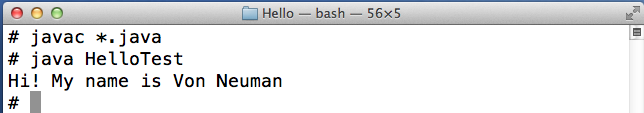 Hello — bash — 56×5
# javac *.java
# java HelloTest
Hi! My name is Von Neuman
#